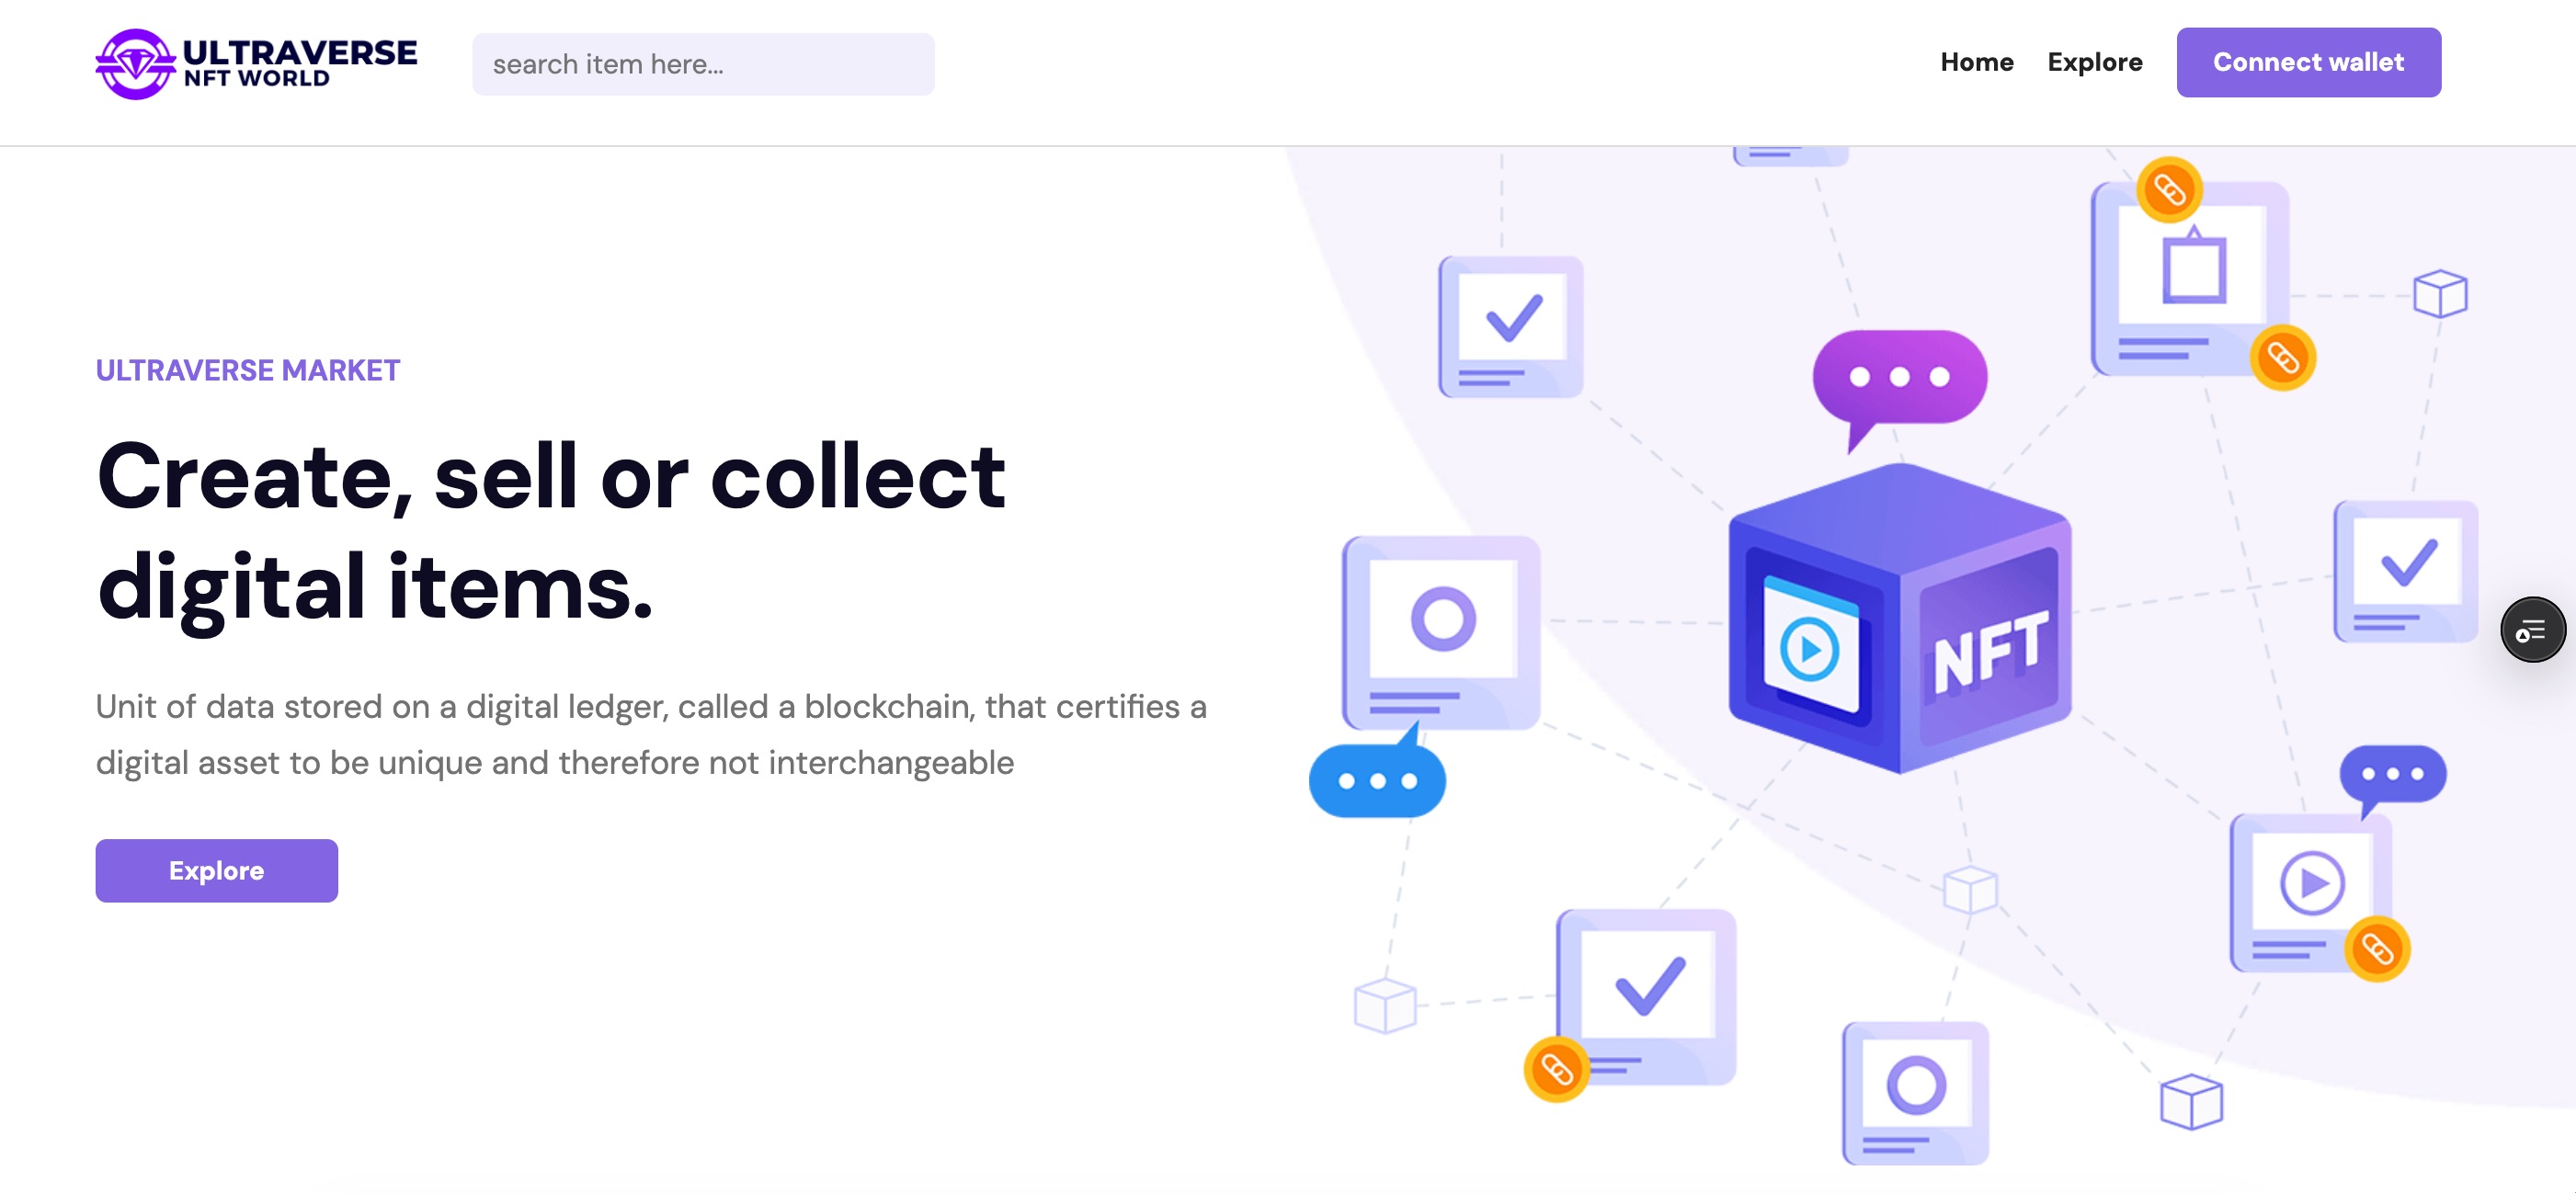 ULTRAVERSE
NFT WORLD
search item here...
Home
Explore
Connect wallet
ULTRAVERSE MARKET
Create, sell or collect
digital items.
Unit of data stored on a digital ledger, called a blockchain, that certifies a
digital asset to be unique and therefore not interchangeable
Explore
NFT